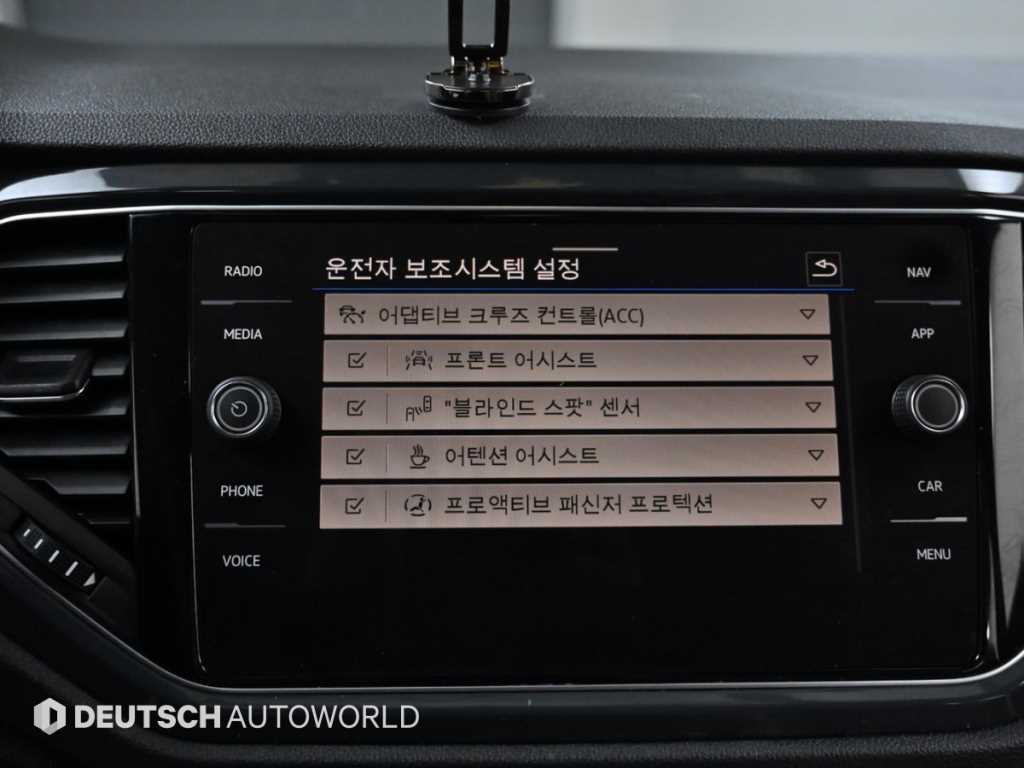 RADIO
MEDIA
PHONE
VOICE
운전자 보조시스템 설정
어댑티브 크루즈 컨트롤(ACC)
프론트 어시스트
"블라인드 스팟" 센서
어텐션 어시스트
프로액티브 패신저 프로텍션
NAV
APP
CAR
MENU
DEUTSCH AUTOWORLD